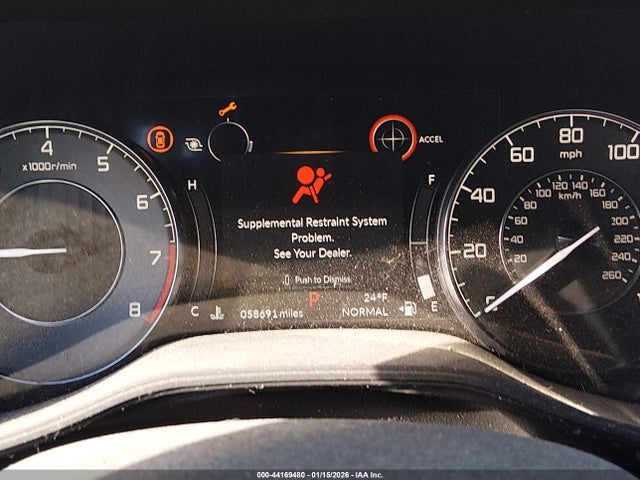 4
5
x1000r/min
6
7
8
ACCEL
H
F
Supplemental Restraint System
Problem.
See Your Dealer.
Push to Dismiss
P
24°F
C
058691 miles
NORMAL
E
0
20
40
60
80
100
mph
20
40
60
80
100
120
140
160
180
200
220
240
260
km/h
000-44169480 - 01/15/2026 - IAA Inc.